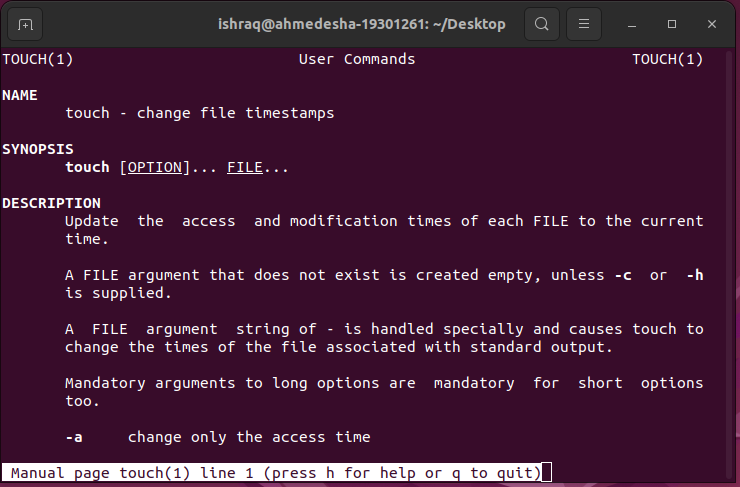 ishraq@ahmedesha-19301261: ~/Desktop
TOUCH(1) User Commands TOUCH(1)
NAME
touch - change file timestamps
SYNOPSIS
touch [OPTION]... FILE...
DESCRIPTION
Update the access and modification times of each FILE to the current
time.
A FILE argument that does not exist is created empty, unless -c or -h
is supplied.
A FILE argument string of - is handled specially and causes touch to
change the times of the file associated with standard output.
Mandatory arguments to long options are mandatory for short options
too.
-a change only the access time
Manual page touch(1) line 1 (press h for help or q to quit)